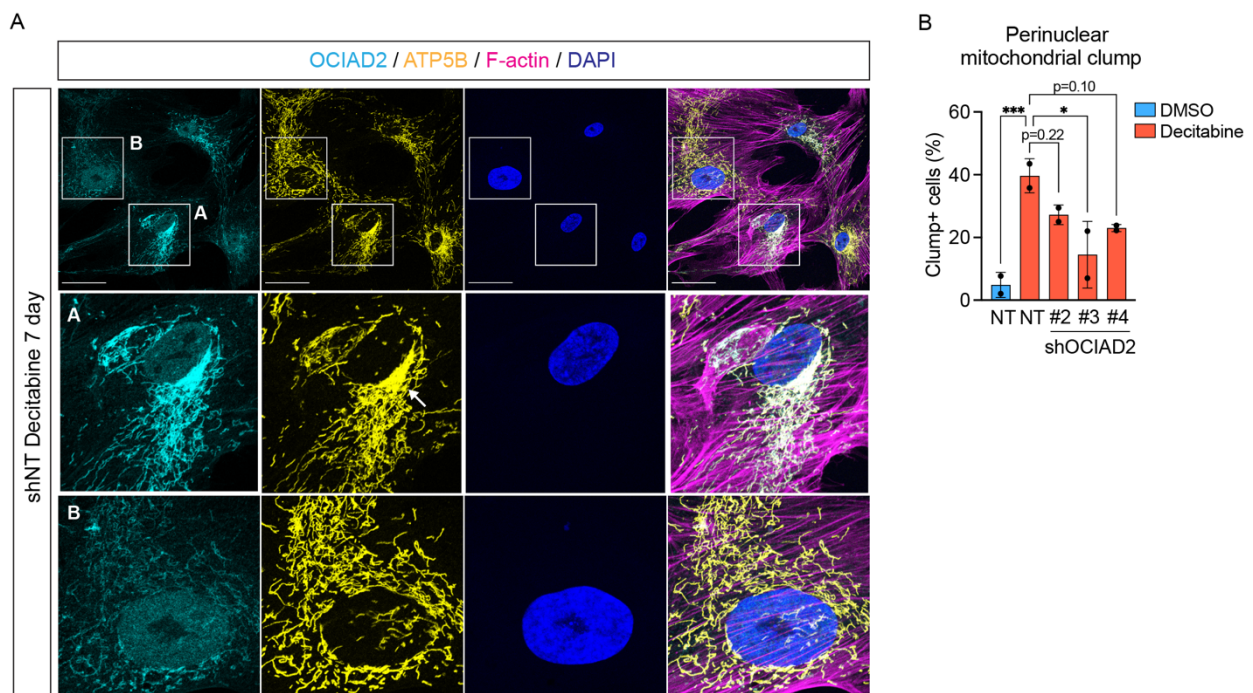 A
OCIAD2 / ATP5B / F-actin / DAPI
shNT Decitabine 7 day
B
A
A
B
B
Perinuclear
mitochondrial clump
p=0.10
*** *
p=0.22
DMSO
Decitabine
Clump+ cells (%)
60
40
20
0
NT NT #2 #3 #4
shOCIAD2